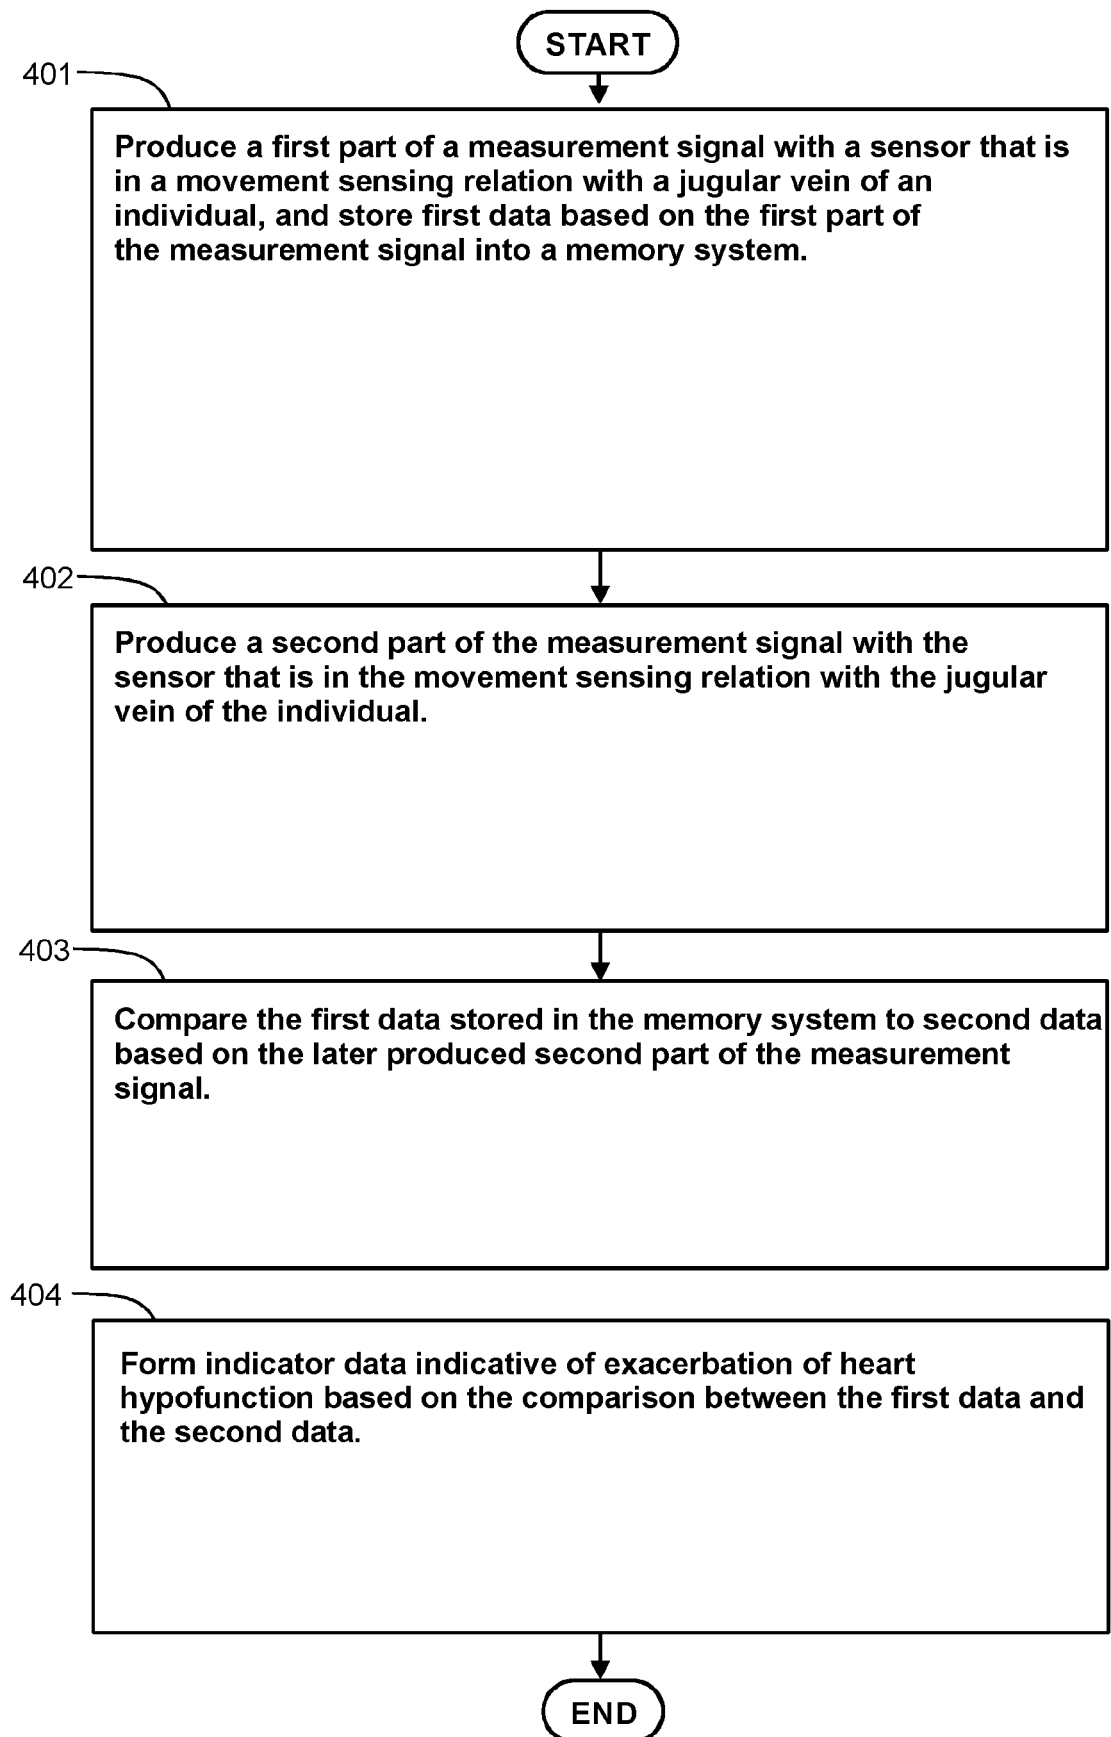 START
401
Produce a first part of a measurement signal with a sensor that is
in a movement sensing relation with a jugular vein of an
individual, and store first data based on the first part of
the measurement signal into a memory system.
402
Produce a second part of the measurement signal with the
sensor that is in the movement sensing relation with the jugular
vein of the individual.
403
Compare the first data stored in the memory system to second data
based on the later produced second part of the measurement
signal.
404
Form indicator data indicative of exacerbation of heart
hypofunction based on the comparison between the first data and
the second data.
END